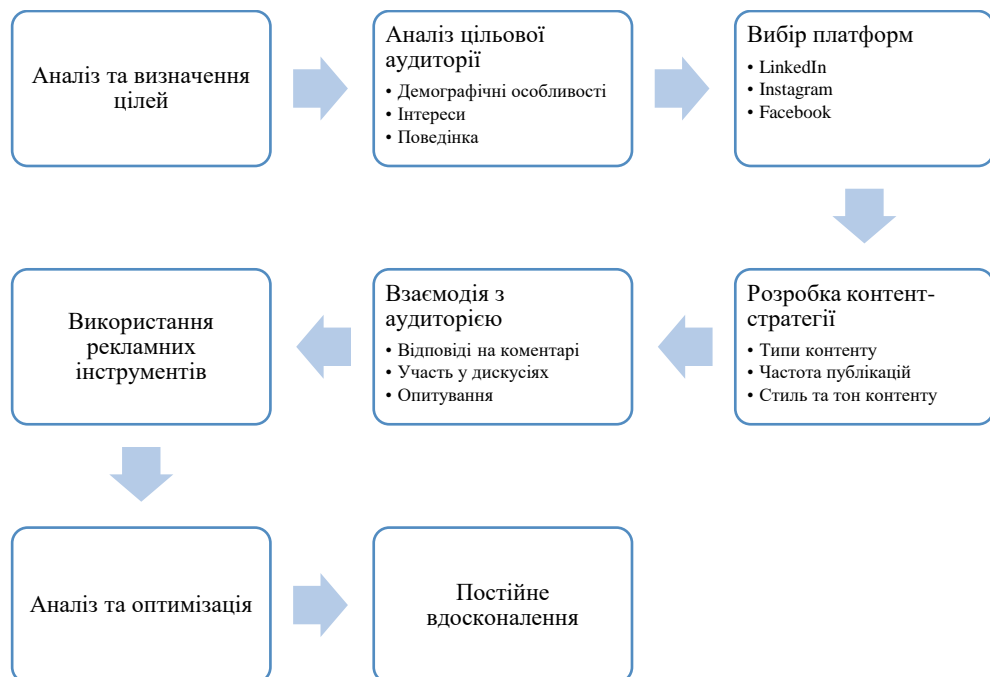 Аналіз та визначення
цілей
Аналіз цільової
аудиторії
• Демографічні особливості
• Інтереси
• Поведінка
Вибір платформ
• LinkedIn
• Instagram
• Facebook
Розробка контент-
стратегії
• Типи контенту
• Частота публікацій
• Стиль та тон контенту
Взаємодія з
аудиторією
• Відповіді на коментарі
• Участь у дискусіях
• Опитування
Використання
рекламних
інструментів
Аналіз та оптимізація
Постійне
вдосконалення